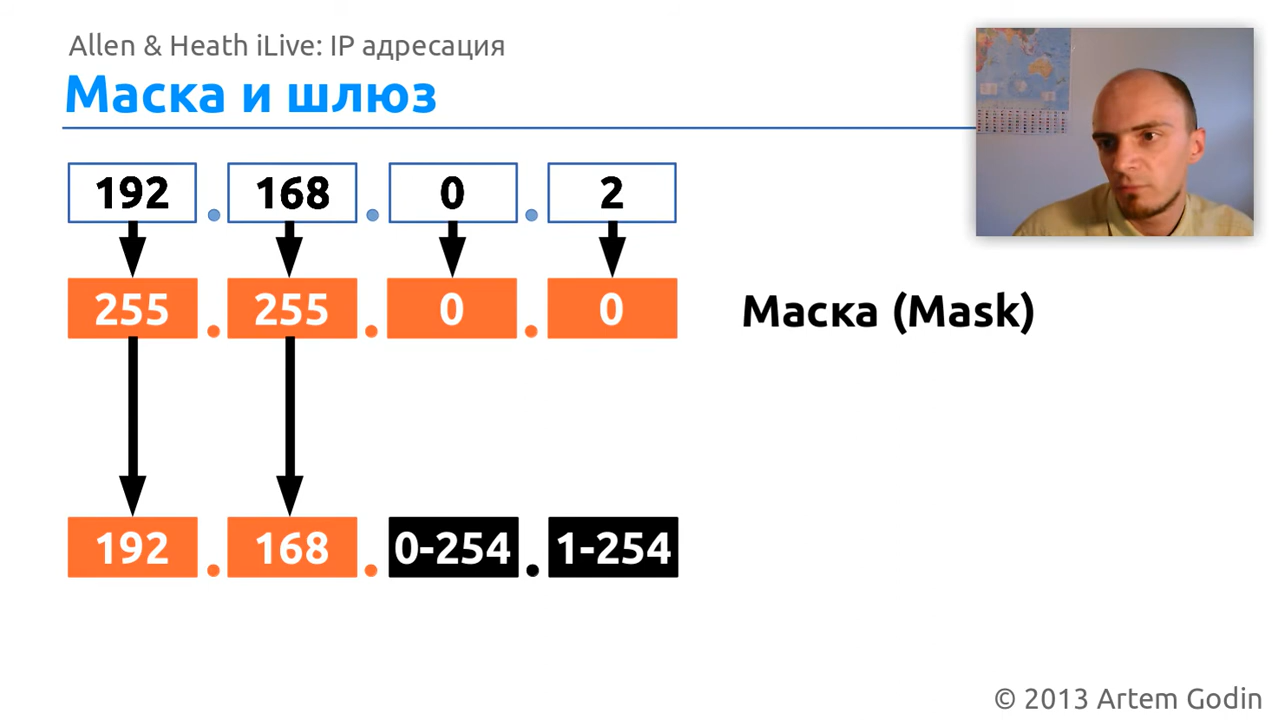 Allen & Heath iLive: IP адресация
Маска и шлюз
192 . 168 . 0 . 2
255 . 255 . 0 . 0 Маска (Mask)
192 . 168 . 0-254 . 1-254
© 2013 Artem Godin